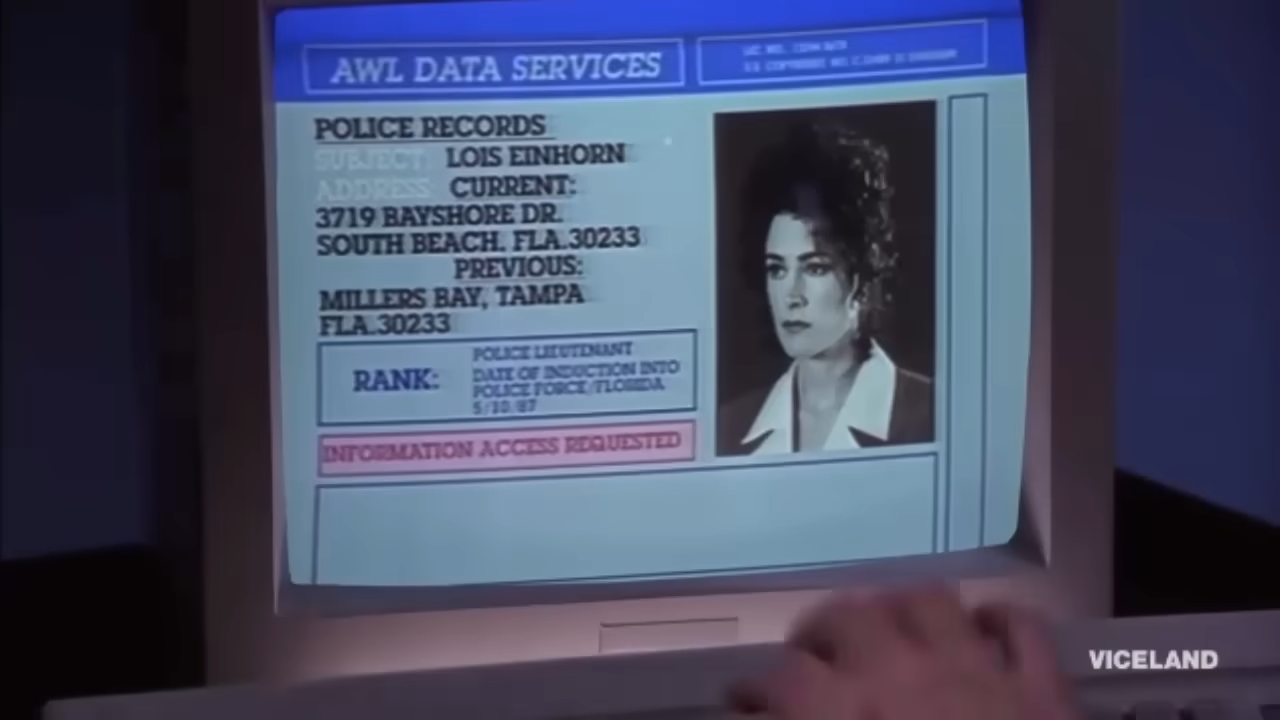 AWL DATA SERVICES
POLICE RECORDS
SUBJECT: LOIS EINHORN
ADDRESS CURRENT:
3719 BAYSHORE DR.
SOUTH BEACH. FLA.30233
PREVIOUS:
MILLERS BAY, TAMPA
FLA.30233
RANK:
POLICE LIEUTENANT
DATE OF INDUCTION INTO
POLICE FORCE/FLORIDA
5/10/87
INFORMATION ACCESS REQUESTED
VICELAND